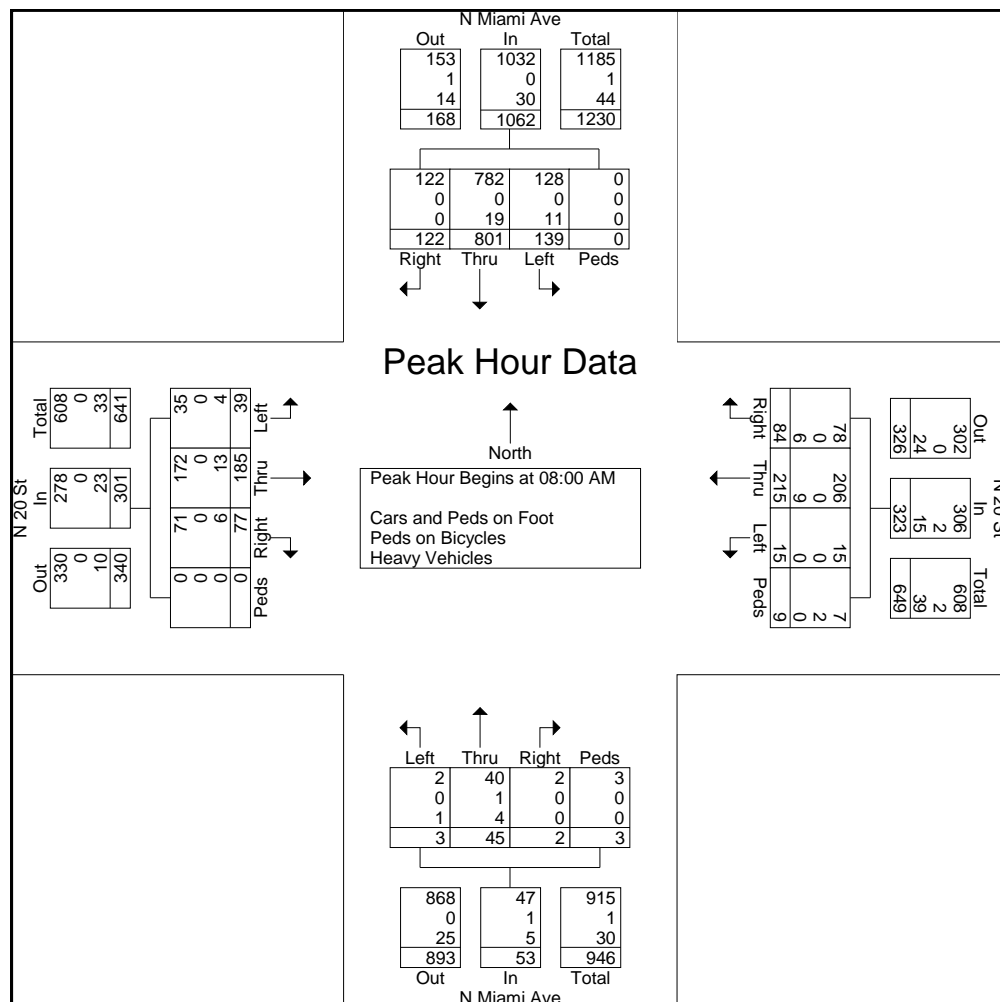 N Miami Ave
Out In Total
153 1032 1185
1 0 1
14 30 44
168 1062 1230
122 782 128 0
0 0 0 0
0 19 11 0
122 801 139 0
Right Thru Left Peds
Peak Hour Data
North
Peak Hour Begins at 08:00 AM
Cars and Peds on Foot
Peds on Bicycles
Heavy Vehicles
N 20 St
Out In Total
330 278 608
0 0 0
10 23 33
340 301 641
0 71 172 35
0 0 0 0
0 6 13 4
0 77 185 39
Peds Right Thru Left
N 20 St
Out In Total
302 306 608
0 2 2
24 15 39
326 323 649
78 206 15 7
0 0 0 2
6 9 0 0
84 215 15 9
Right Thru Left Peds
Left Thru Right Peds
2 40 2 3
0 1 0 0
1 4 0 0
3 45 2 3
868 47 915
0 1 1
25 5 30
893 53 946
Out In Total
N Miami Ave